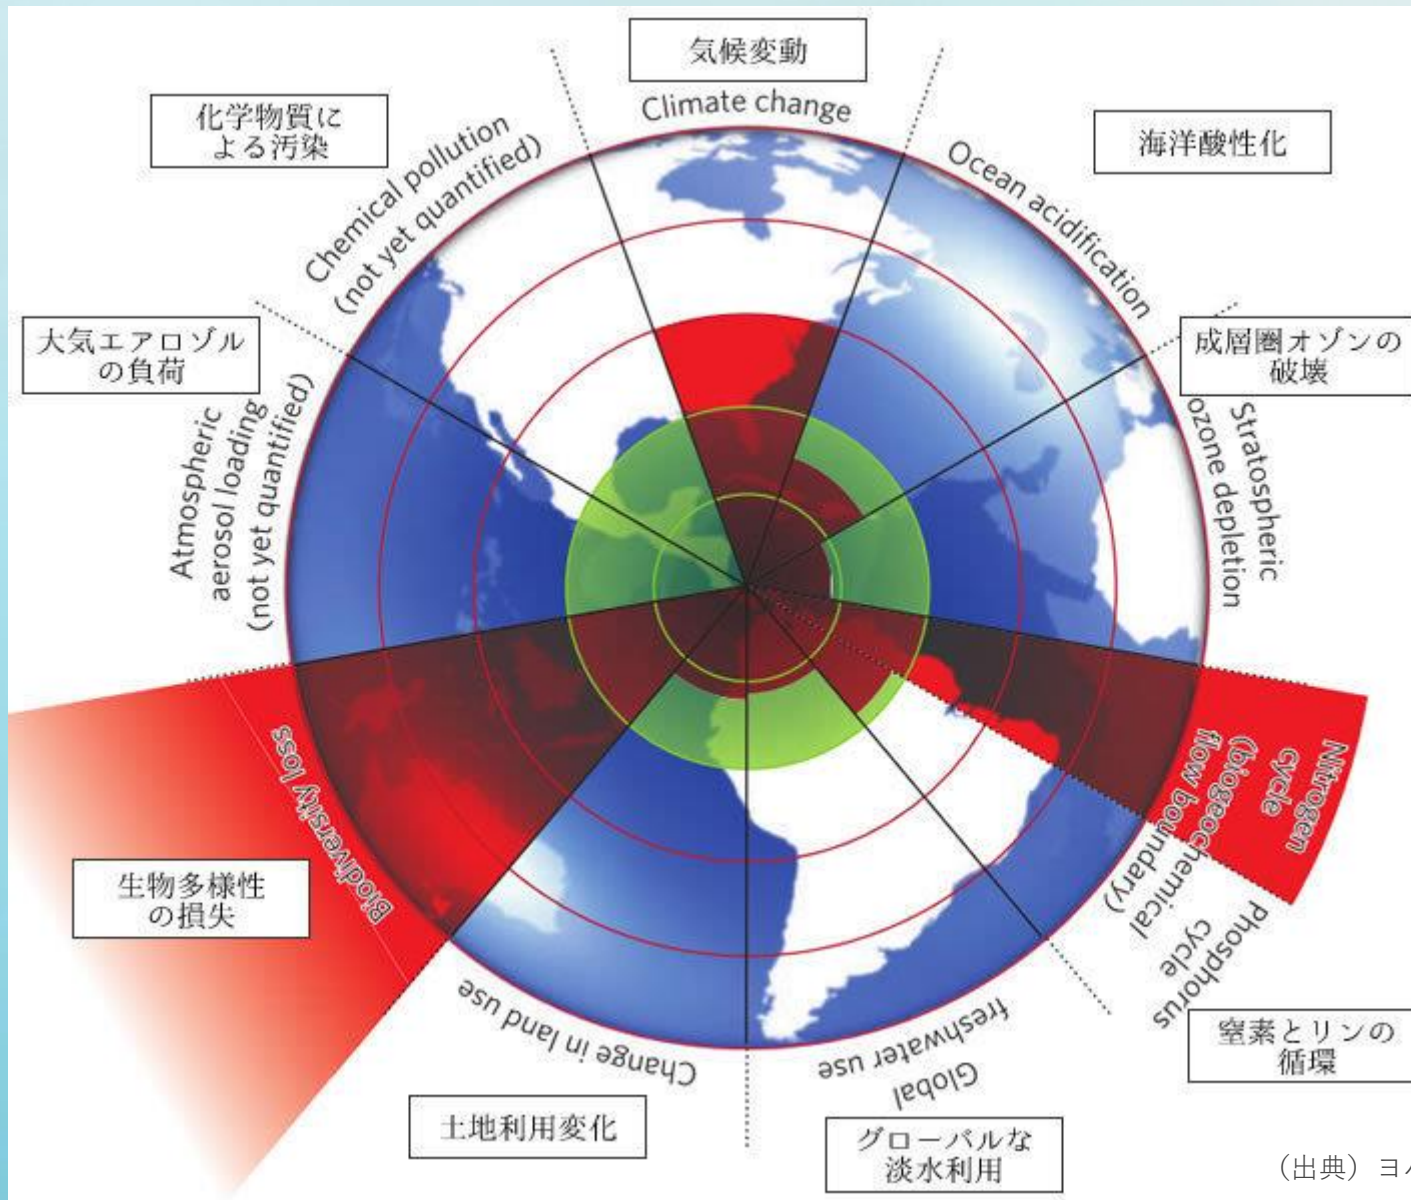 気候変動
Climate change
海洋酸性化
Ocean acidification
成層圏オゾンの
破壊
Stratospheric
ozone depletion
Nitrogen
cycle
(biogeochemical
flow boundary)
Phosphorus
cycle
窒素とリンの
循環
Global
freshwater use
グローバルな
淡水利用
Change in land use
土地利用変化
Biodiversity loss
生物多様性
の損失
Atmospheric
aerosol loading
(not yet quantified)
大気エアロゾル
の負荷
Chemical pollution
(not yet quantified)
化学物質に
よる汚染
（出典）ヨハ